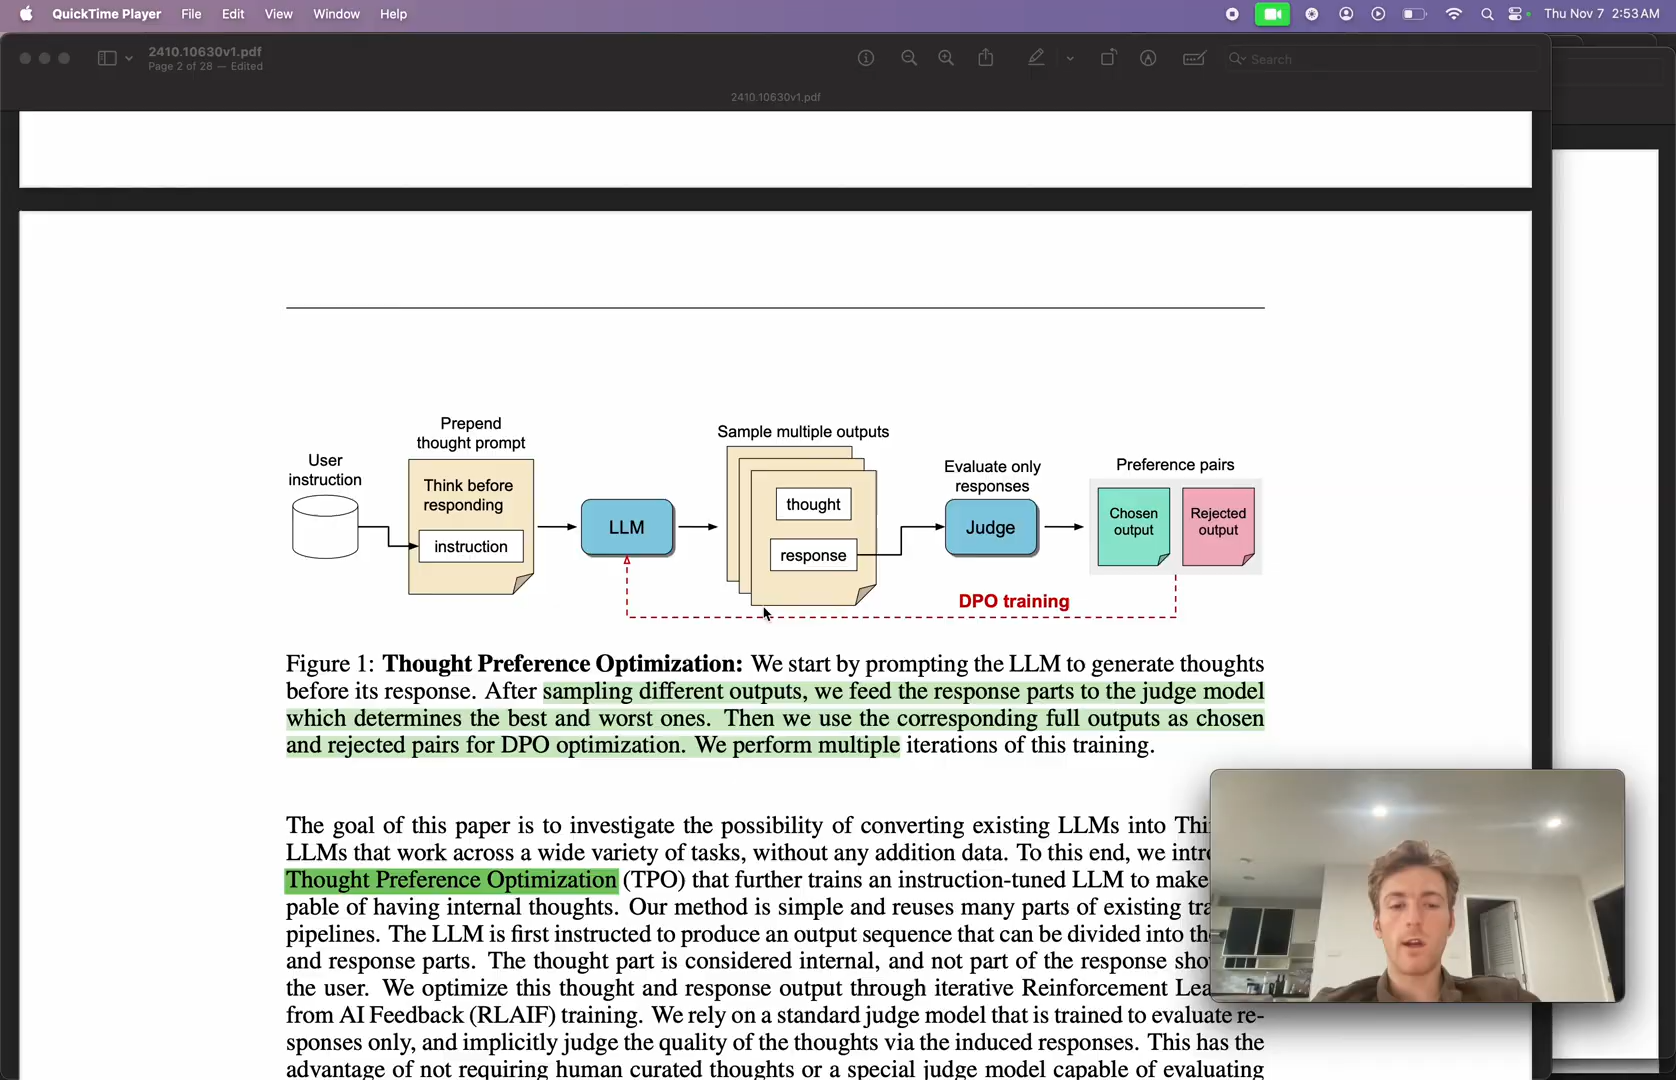 QuickTime Player File Edit View Window Help
Thu Nov 7 2:53 AM
2410.10630v1.pdf
Page 2 of 28 — Edited
Search
2410.10630v1.pdf
User
instruction
Prepend
thought prompt
Think before
responding
instruction
LLM
Sample multiple outputs
thought
response
Evaluate only
responses
Judge
Preference pairs
Chosen
output
Rejected
output
DPO training
Figure 1: Thought Preference Optimization: We start by prompting the LLM to generate thoughts
before its response. After sampling different outputs, we feed the response parts to the judge model
which determines the best and worst ones. Then we use the corresponding full outputs as chosen
and rejected pairs for DPO optimization. We perform multiple iterations of this training.
The goal of this paper is to investigate the possibility of converting existing LLMs into Thi
LLMs that work across a wide variety of tasks, without any addition data. To this end, we intr
Thought Preference Optimization (TPO) that further trains an instruction-tuned LLM to make
pable of having internal thoughts. Our method is simple and reuses many parts of existing tra
pipelines. The LLM is first instructed to produce an output sequence that can be divided into th
and response parts. The thought part is considered internal, and not part of the response sho
the user. We optimize this thought and response output through iterative Reinforcement Lea
from AI Feedback (RLAIF) training. We rely on a standard judge model that is trained to evaluate re-
sponses only, and implicitly judge the quality of the thoughts via the induced responses. This has the
advantage of not requiring human curated thoughts or a special judge model capable of evaluating